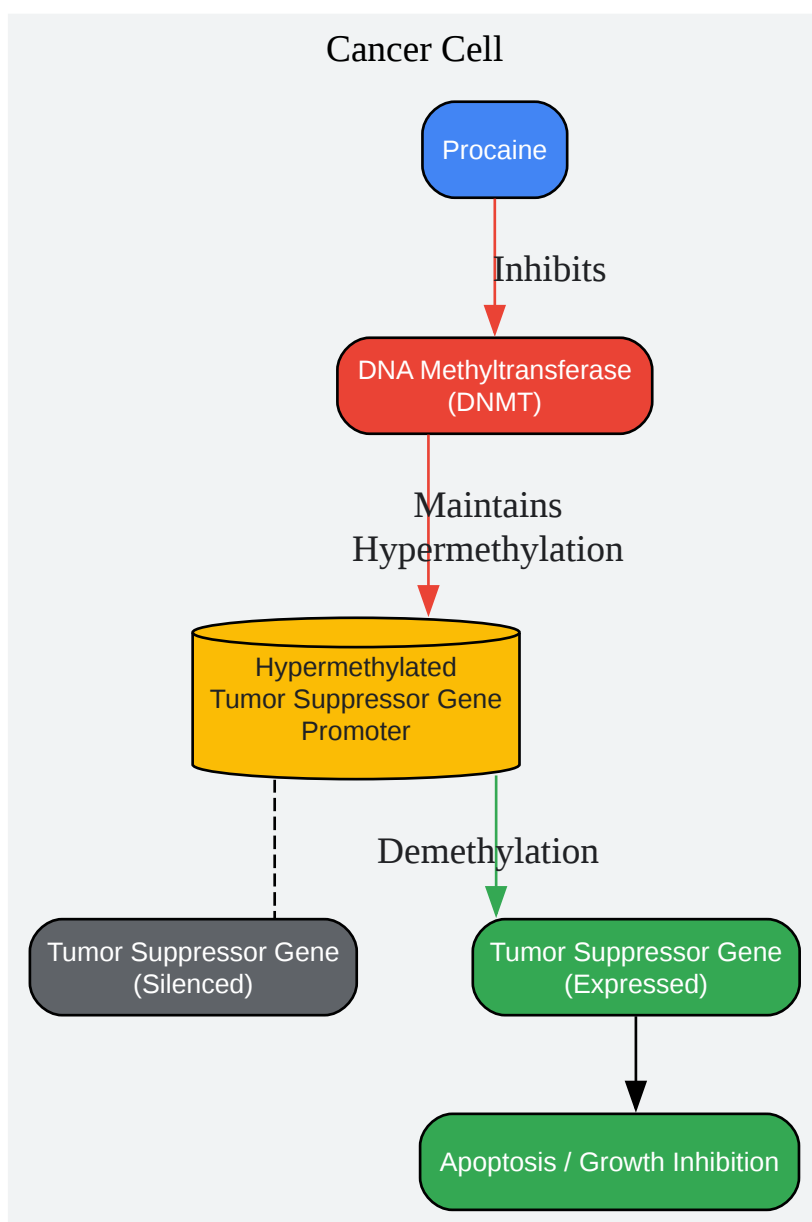 Cancer Cell
Procaine
Inhibits
DNA Methyltransferase
(DNMT)
Maintains
Hypermethylation
Hypermethylated
Tumor Suppressor Gene
Promoter
Demethylation
Tumor Suppressor Gene
(Silenced)
Tumor Suppressor Gene
(Expressed)
Apoptosis / Growth Inhibition